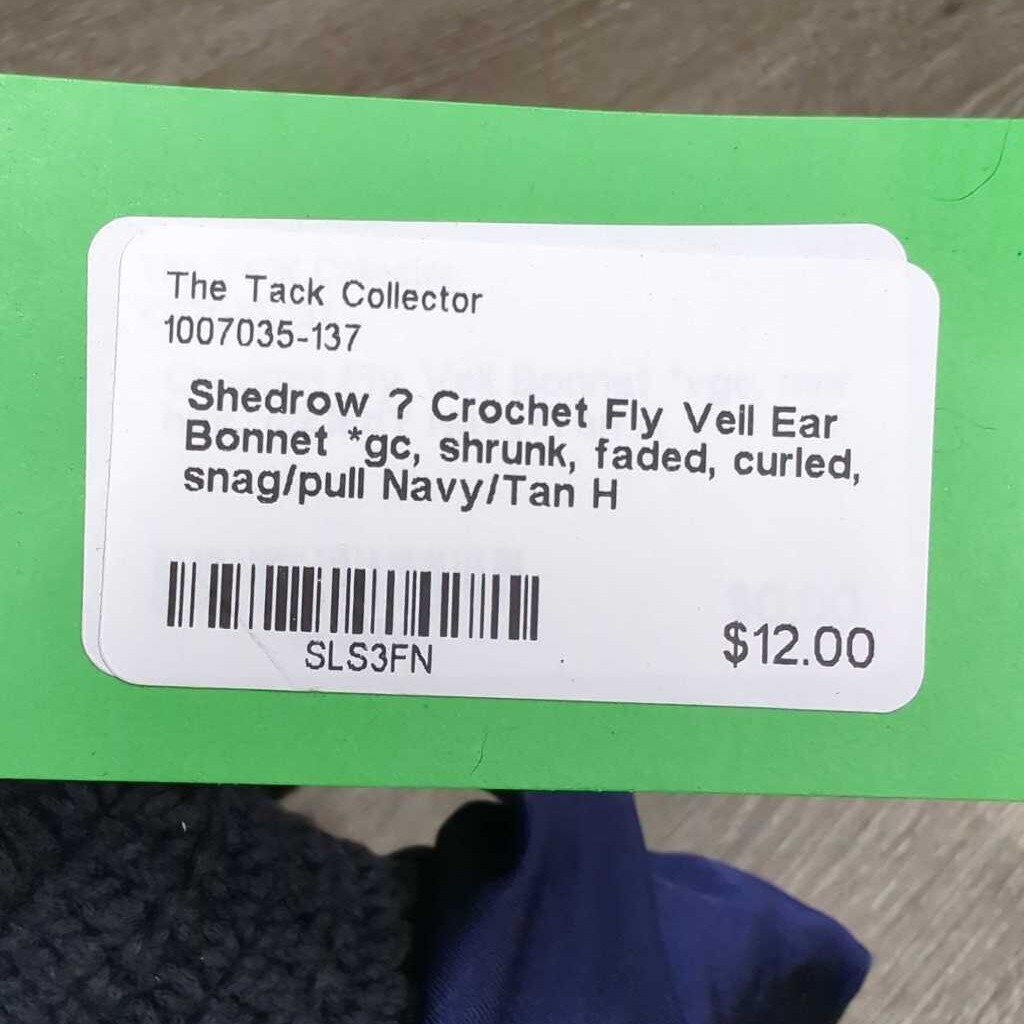 The Tack Collector
1007035-137
Shedrow ? Crochet Fly Veil Ear
Bonnet *gc, shrunk, faded, curled,
snag/pull Navy/Tan H
SLS3FN
$12.00